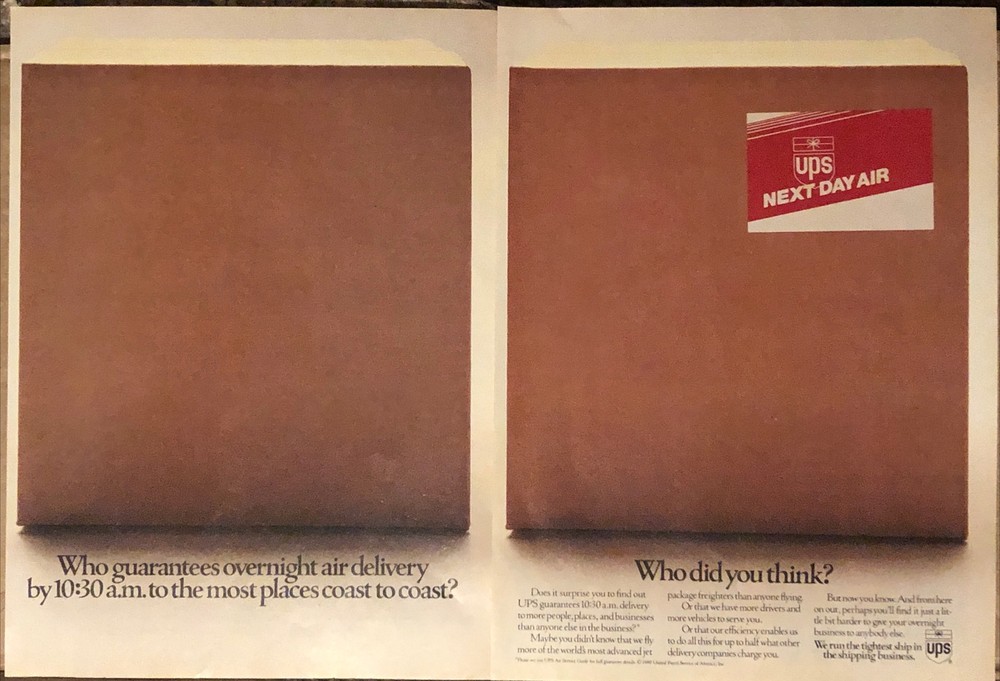 Who guarantees overnight air delivery
by 10:30 a.m. to the most places coast to coast?
ups
NEXT DAY AIR
Who did you think?
Does it surprise you to find out
UPS guarantees 10:30 a.m. delivery
to more people, places, and businesses
than anyone else in the business?*
Maybe you didn't know that we fly
more of the world's most advanced jet
package freighters than anyone flying.
Or that we have more drivers and
more vehicles to serve you.
Or that our efficiency enables us
to do all this for up to half what other
delivery companies charge you.
But now you know. And from here
on out, perhaps you'll find it just a lit-
tle bit harder to give your overnight
business to anybody else.
We run the tightest ship in
the shipping business.
ups
United Parcel Service of America, Inc